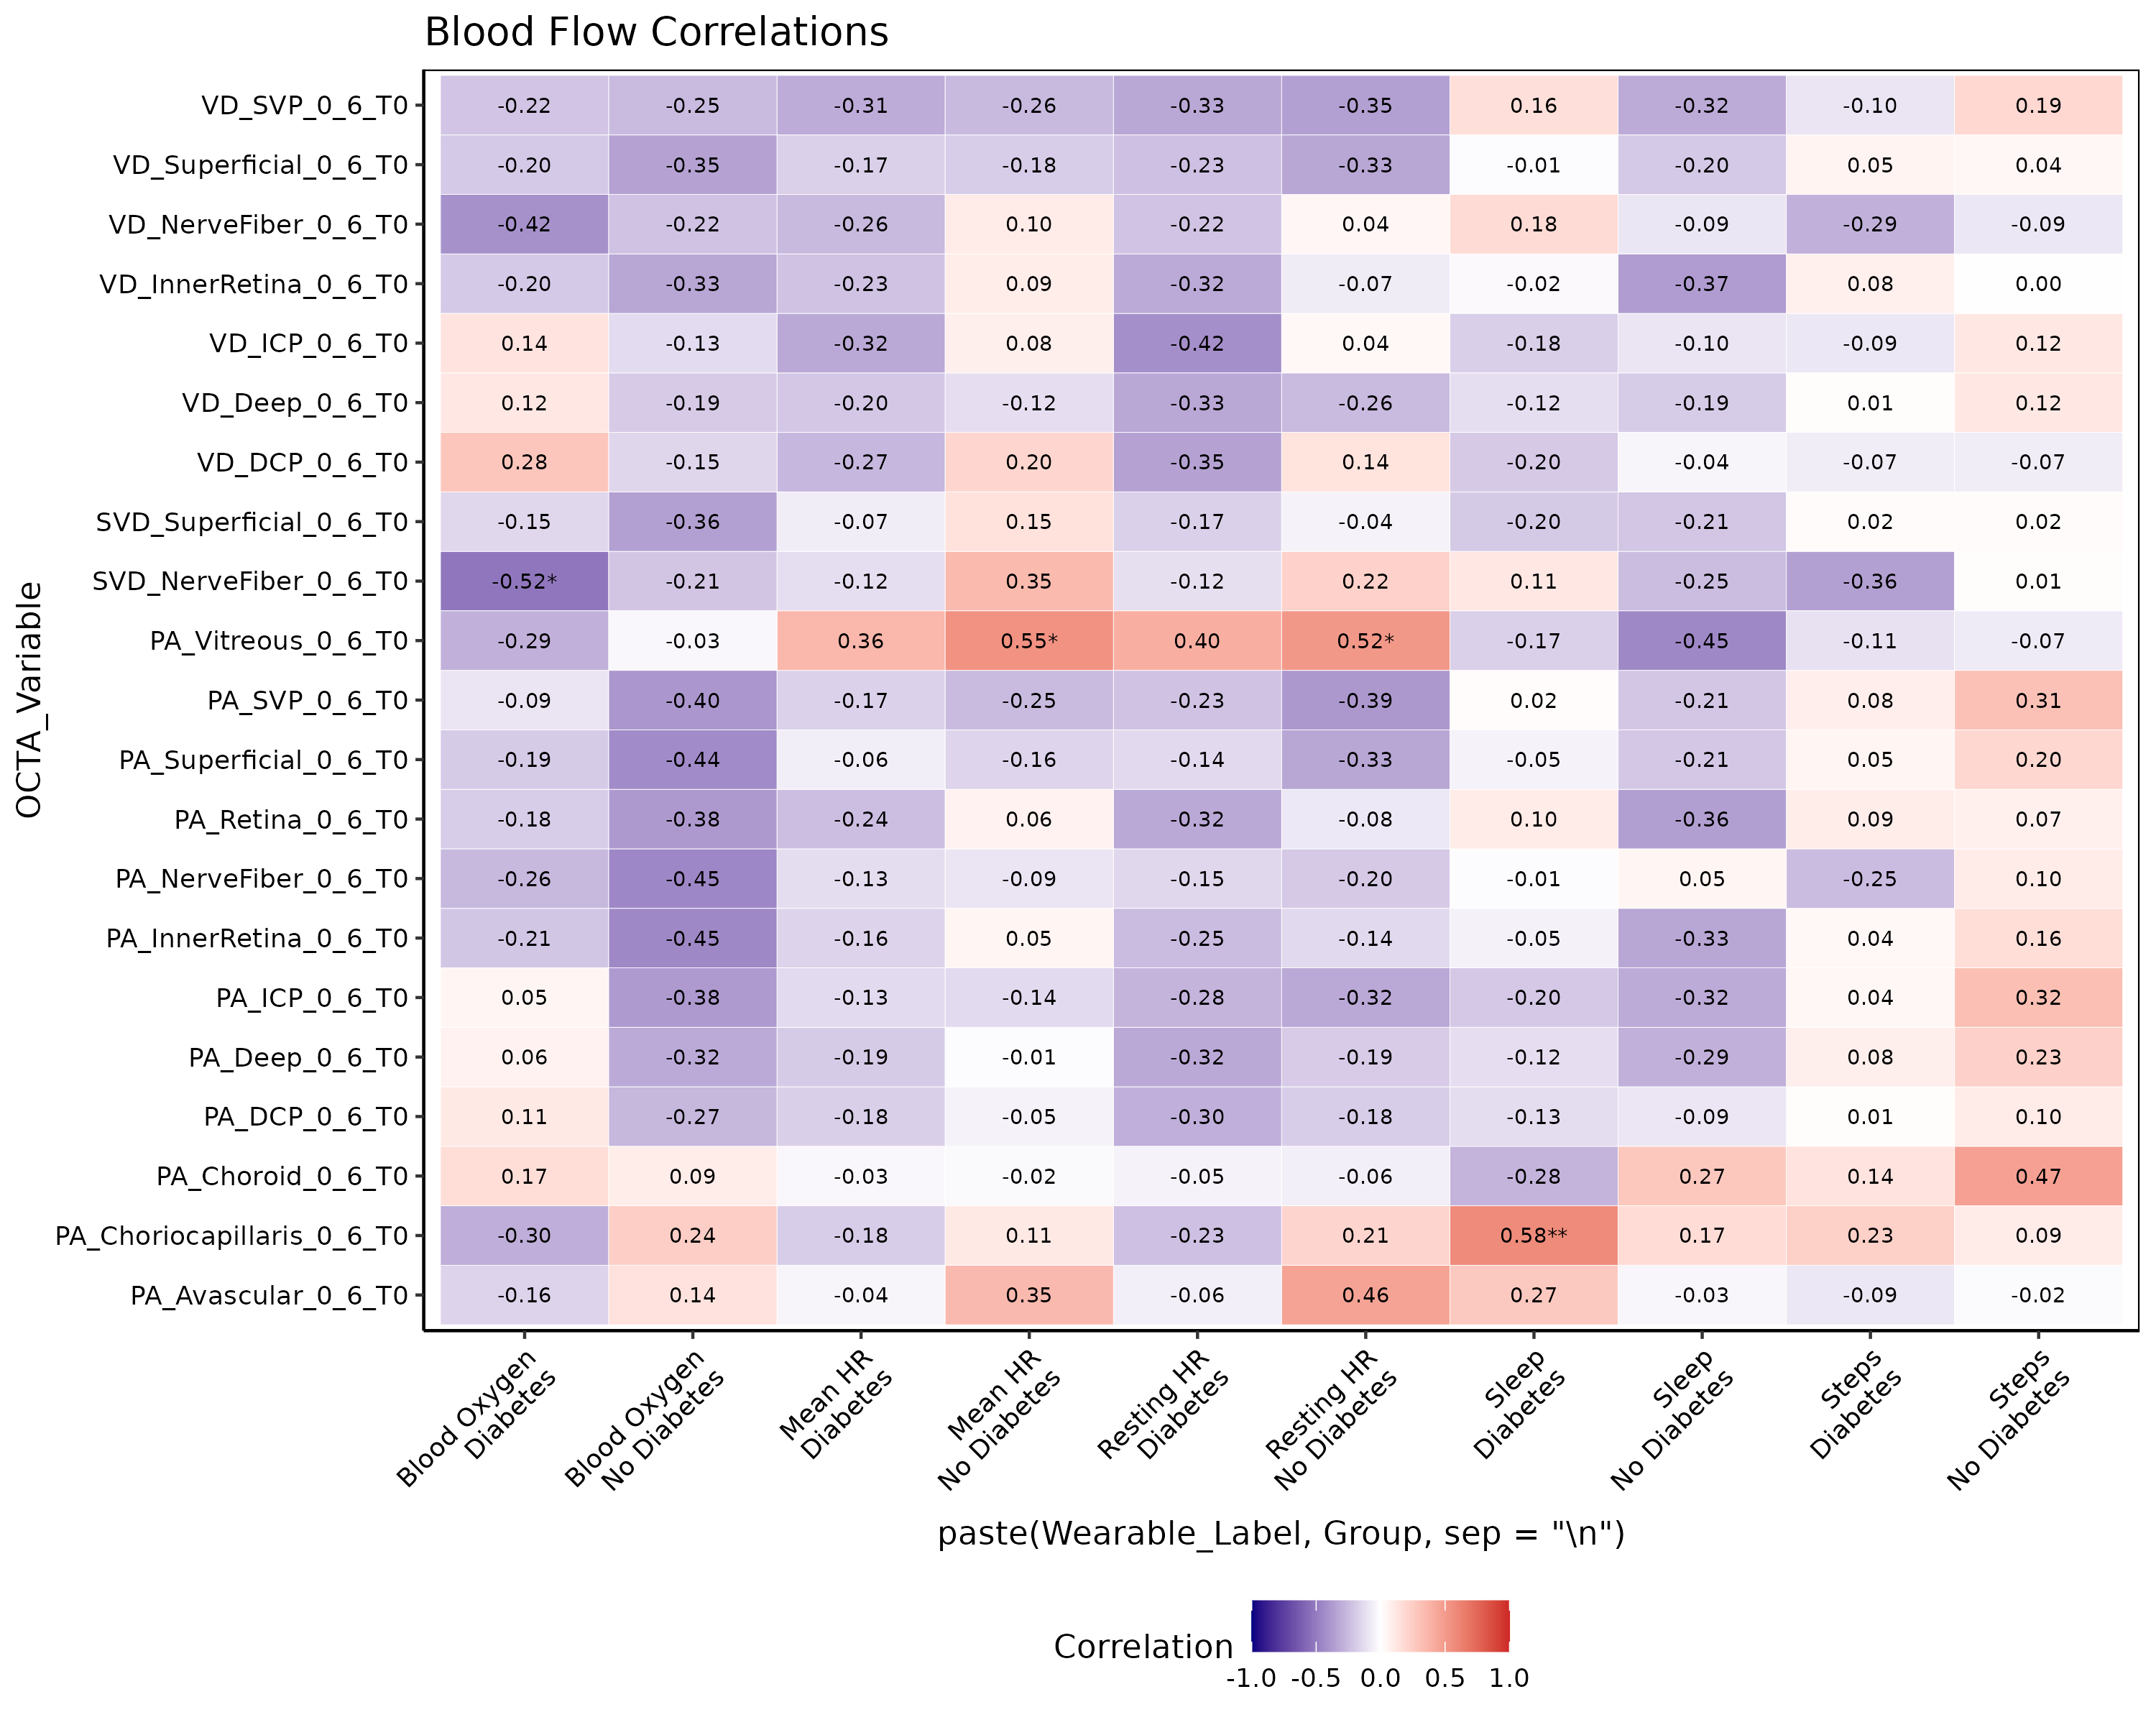 Blood Flow Correlations
OCTA_Variable
VD_SVP_0_6_T0 -0.22 -0.25 -0.31 -0.26 -0.33 -0.35 0.16 -0.32 -0.10 0.19
VD_Superficial_0_6_T0 -0.20 -0.35 -0.17 -0.18 -0.23 -0.33 -0.01 -0.20 0.05 0.04
VD_NerveFiber_0_6_T0 -0.42 -0.22 -0.26 0.10 -0.22 0.04 0.18 -0.09 -0.29 -0.09
VD_InnerRetina_0_6_T0 -0.20 -0.33 -0.23 0.09 -0.32 -0.07 -0.02 -0.37 0.08 0.00
VD_ICP_0_6_T0 0.14 -0.13 -0.32 0.08 -0.42 0.04 -0.18 -0.10 -0.09 0.12
VD_Deep_0_6_T0 0.12 -0.19 -0.20 -0.12 -0.33 -0.26 -0.12 -0.19 0.01 0.12
VD_DCP_0_6_T0 0.28 -0.15 -0.27 0.20 -0.35 0.14 -0.20 -0.04 -0.07 -0.07
SVD_Superficial_0_6_T0 -0.15 -0.36 -0.07 0.15 -0.17 -0.04 -0.20 -0.21 0.02 0.02
SVD_NerveFiber_0_6_T0 -0.52* -0.21 -0.12 0.35 -0.12 0.22 0.11 -0.25 -0.36 0.01
PA_Vitreous_0_6_T0 -0.29 -0.03 0.36 0.55* 0.40 0.52* -0.17 -0.45 -0.11 -0.07
PA_SVP_0_6_T0 -0.09 -0.40 -0.17 -0.25 -0.23 -0.39 0.02 -0.21 0.08 0.31
PA_Superficial_0_6_T0 -0.19 -0.44 -0.06 -0.16 -0.14 -0.33 -0.05 -0.21 0.05 0.20
PA_Retina_0_6_T0 -0.18 -0.38 -0.24 0.06 -0.32 -0.08 0.10 -0.36 0.09 0.07
PA_NerveFiber_0_6_T0 -0.26 -0.45 -0.13 -0.09 -0.15 -0.20 -0.01 0.05 -0.25 0.10
PA_InnerRetina_0_6_T0 -0.21 -0.45 -0.16 0.05 -0.25 -0.14 -0.05 -0.33 0.04 0.16
PA_ICP_0_6_T0 0.05 -0.38 -0.13 -0.14 -0.28 -0.32 -0.20 -0.32 0.04 0.32
PA_Deep_0_6_T0 0.06 -0.32 -0.19 -0.01 -0.32 -0.19 -0.12 -0.29 0.08 0.23
PA_DCP_0_6_T0 0.11 -0.27 -0.18 -0.05 -0.30 -0.18 -0.13 -0.09 0.01 0.10
PA_Choroid_0_6_T0 0.17 0.09 -0.03 -0.02 -0.05 -0.06 -0.28 0.27 0.14 0.47
PA_Choriocapillaris_0_6_T0 -0.30 0.24 -0.18 0.11 -0.23 0.21 0.58** 0.17 0.23 0.09
PA_Avascular_0_6_T0 -0.16 0.14 -0.04 0.35 -0.06 0.46 0.27 -0.03 -0.09 -0.02
Blood Oxygen
Diabetes
Blood Oxygen
No Diabetes
Mean HR
Diabetes
Mean HR
No Diabetes
Resting HR
Diabetes
Resting HR
No Diabetes
Sleep
Diabetes
Sleep
No Diabetes
Steps
Diabetes
Steps
No Diabetes
paste(Wearable_Label, Group, sep = "\n")
Correlation
-1.0 -0.5 0.0 0.5 1.0